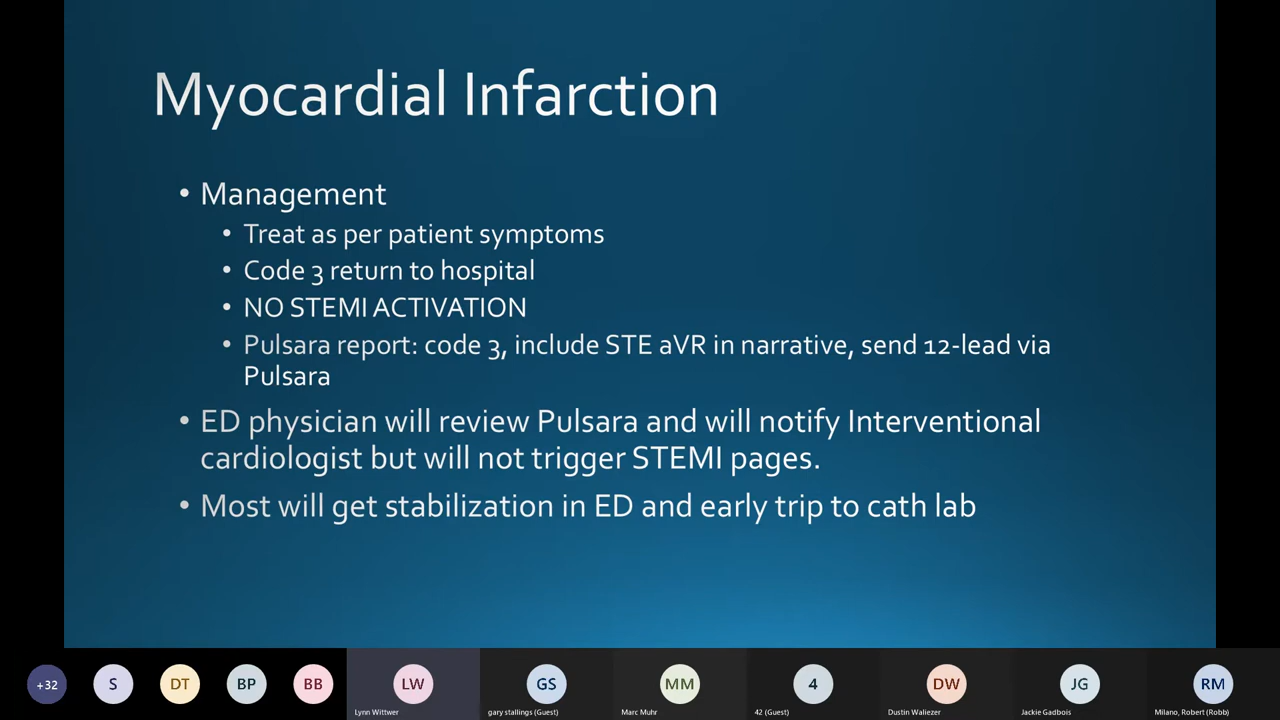 Myocardial Infarction
• Management
• Treat as per patient symptoms
• Code 3 return to hospital
• NO STEMI ACTIVATION
• Pulsara report: code 3, include STE aVR in narrative, send 12-lead via
Pulsara
• ED physician will review Pulsara and will notify Interventional
cardiologist but will not trigger STEMI pages.
• Most will get stabilization in ED and early trip to cath lab
+32 S DT BP BB LW GS MM 4 DW JG RM
Lynn Wittwer gary stallings (Guest) Marc Muhr 42 (Guest) Dustin Waliezer Jackie Gadbois Milano, Robert (Robb)